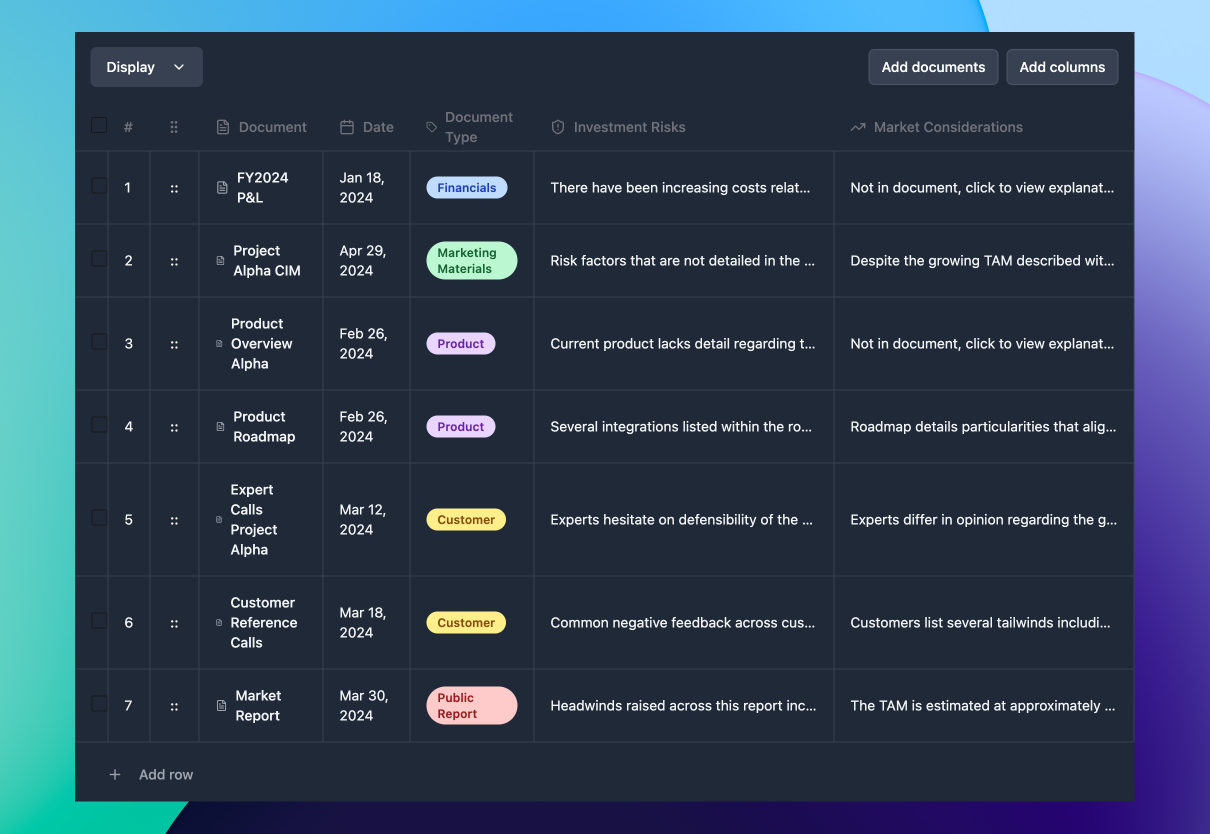 Display
Add documents
Add columns
# Document Date Document Type Investment Risks Market Considerations
1 :: FY2024 P&L Jan 18, 2024 Financials There have been increasing costs relat... Not in document, click to view explanat...
2 :: Project Alpha CIM Apr 29, 2024 Marketing Materials Risk factors that are not detailed in the ... Despite the growing TAM described wit...
3 :: Product Overview Alpha Feb 26, 2024 Product Current product lacks detail regarding t... Not in document, click to view explanat...
4 :: Product Roadmap Feb 26, 2024 Product Several integrations listed within the ro... Roadmap details particularities that alig...
5 :: Expert Calls Project Alpha Mar 12, 2024 Customer Experts hesitate on defensibility of the ... Experts differ in opinion regarding the g...
6 :: Customer Reference Calls Mar 18, 2024 Customer Common negative feedback across cus... Customers list several tailwinds includi...
7 :: Market Report Mar 30, 2024 Public Report Headwinds raised across this report inc... The TAM is estimated at approximately ...
+ Add row